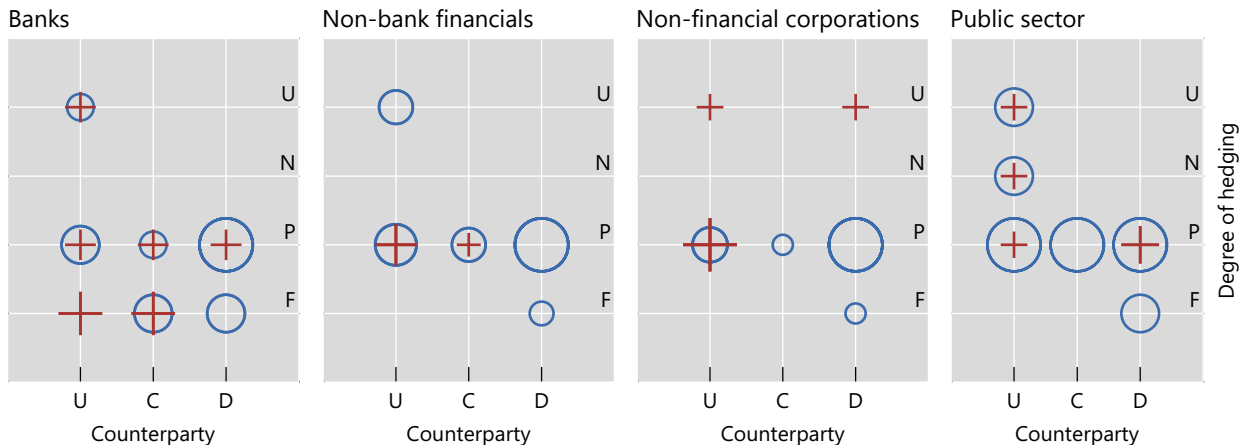 Banks
Non-bank financials
Non-financial corporations
Public sector
U
U
U
U
N
N
N
N
P
P
P
P
F
F
F
F
Degree of hedging
U C D
U C D
U C D
U C D
Counterparty
Counterparty
Counterparty
Counterparty